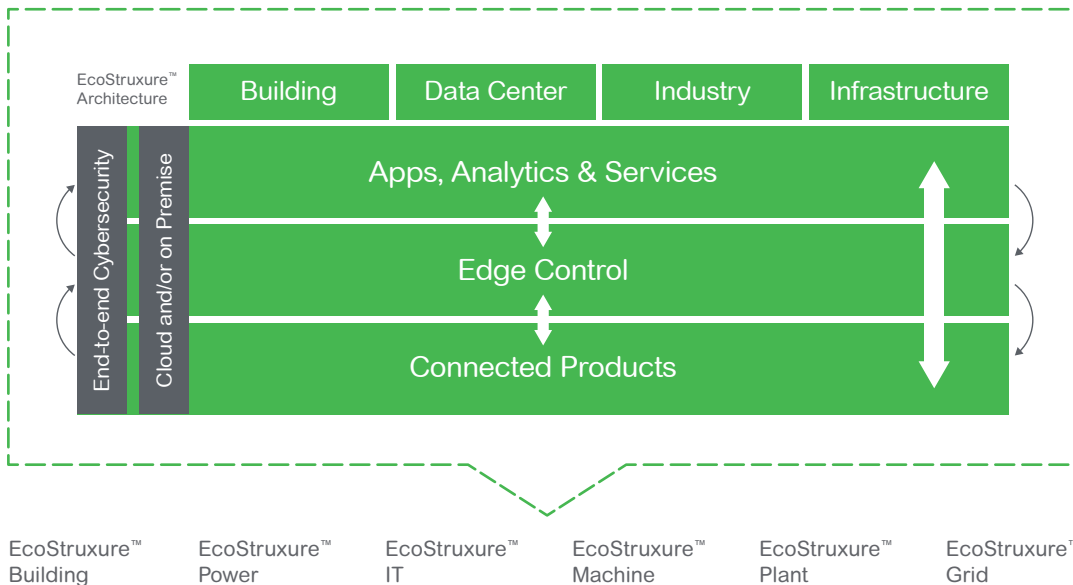 EcoStruxure™
Architecture
Building
Data Center
Industry
Infrastructure
End-to-end Cybersecurity
Cloud and/or on Premise
Apps, Analytics & Services
Edge Control
Connected Products
EcoStruxure™
Building
EcoStruxure™
Power
EcoStruxure™
IT
EcoStruxure™
Machine
EcoStruxure™
Plant
EcoStruxure™
Grid